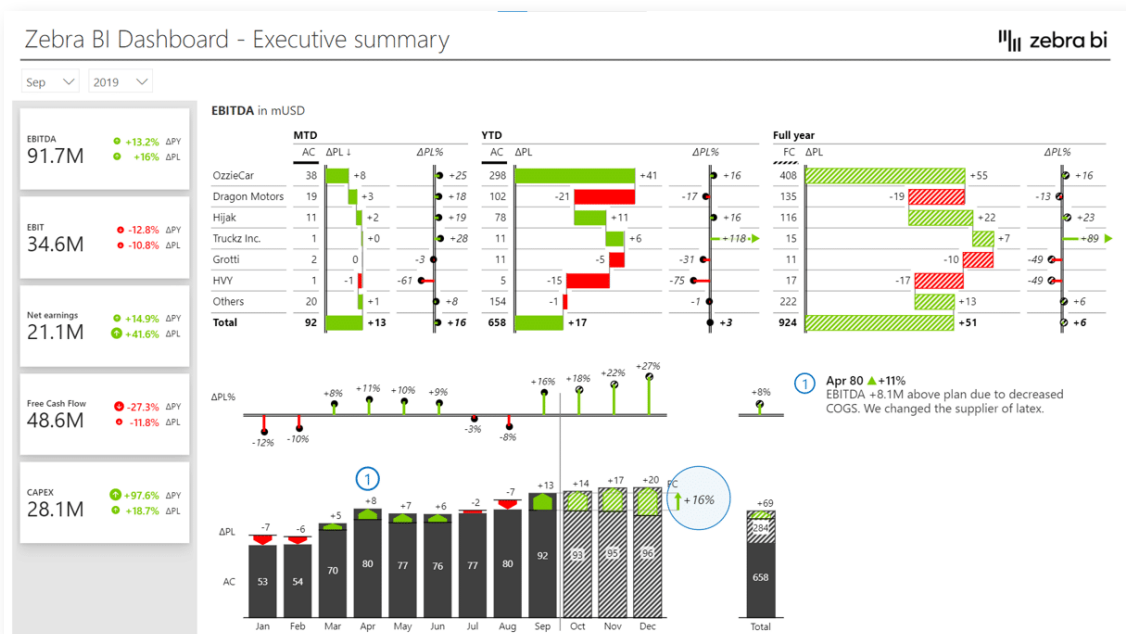 Zebra BI Dashboard - Executive summary
zebra bi
Sep 2019
EBITDA
91.7M
+13.2% ΔPY
+16% ΔPL
EBIT
34.6M
-12.8% ΔPY
-10.8% ΔPL
Net earnings
21.1M
+14.9% ΔPY
+41.6% ΔPL
Free Cash Flow
48.6M
-27.3% ΔPY
-11.8% ΔPL
CAPEX
28.1M
+97.6% ΔPY
+18.7% ΔPL
EBITDA in mUSD
MTD YTD Full year
AC ΔPL ↓ ΔPL% AC ΔPL ΔPL% FC ΔPL ΔPL%
OzzieCar 38 +8 +25 298 +41 +16 408 +55 +16
Dragon Motors 19 +3 +18 102 -21 -17 135 -19 -13
Hijak 11 +2 +19 78 +11 +16 116 +22 +23
Truckz Inc. 1 +0 +28 11 +6 +118 15 +7 +89
Grotti 2 0 -3 11 -5 -31 11 -10 -49
HVY 1 -1 -61 5 -15 -75 17 -17 -49
Others 20 +1 +8 154 -1 -1 222 +13 +6
Total 92 +13 +16 658 +17 +3 924 +51 +6
ΔPL%
-12% -10% +8% +11% +10% +9% -3% -8% +16% +18% +22% +27% +8%
1 Apr 80 ▲+11%
EBITDA +8.1M above plan due to decreased
COGS. We changed the supplier of latex.
1
ΔPL
-7 -6 +5 +8 +7 +6 -2 -7 +13 +14 +17 +20 +69
FC
+16%
AC
53 54 70 80 77 76 77 80 92 93 95 96
284
658
Jan Feb Mar Apr May Jun Jul Aug Sep Oct Nov Dec Total